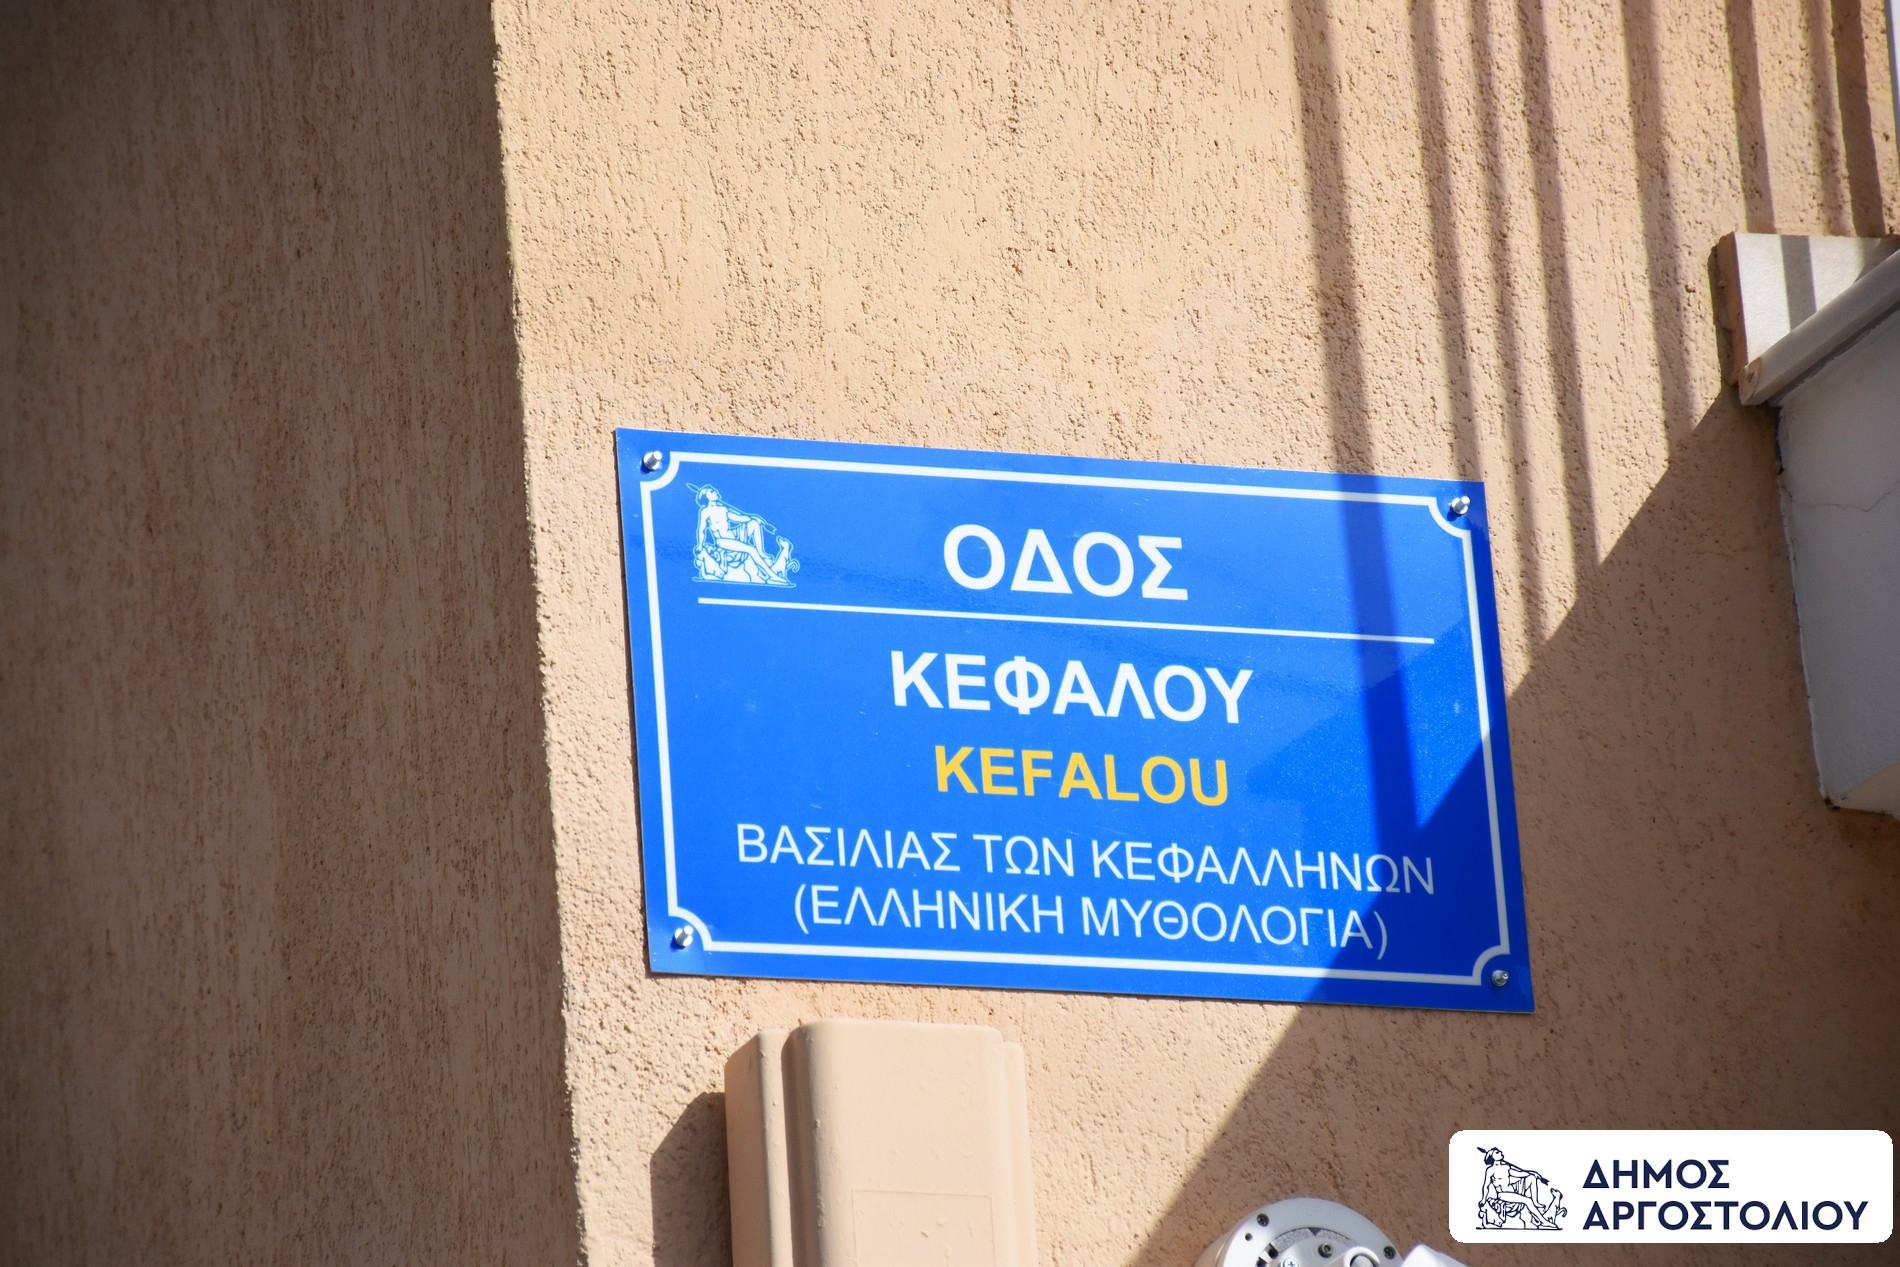 ΟΔΟΣ
ΚΕΦΑΛΟΥ
KEFALOU
ΒΑΣΙΛΙΑΣ ΤΩΝ ΚΕΦΑΛΛΗΝΩΝ
(ΕΛΛΗΝΙΚΗ ΜΥΘΟΛΟΓΙΑ)
ΔΗΜΟΣ
ΑΡΓΟΣΤΟΛΙΟΥ